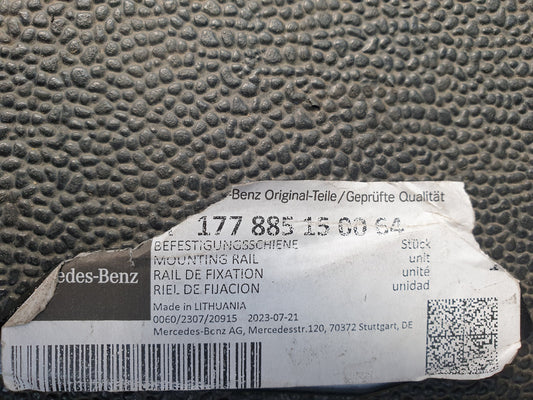 -Benz Original-Teile/Geprüfte Qualität
177 885 15 00 64
BEFESTIGUNGSSCHIENE Stück
MOUNTING RAIL unit
RAIL DE FIXATION unité
RIEL DE FIJACION unidad
edes-Benz
Made in LITHUANIA
0060/2307/20915 2023-07-21
Mercedes-Benz AG, Mercedesstr.120, 70372 Stuttgart, DE